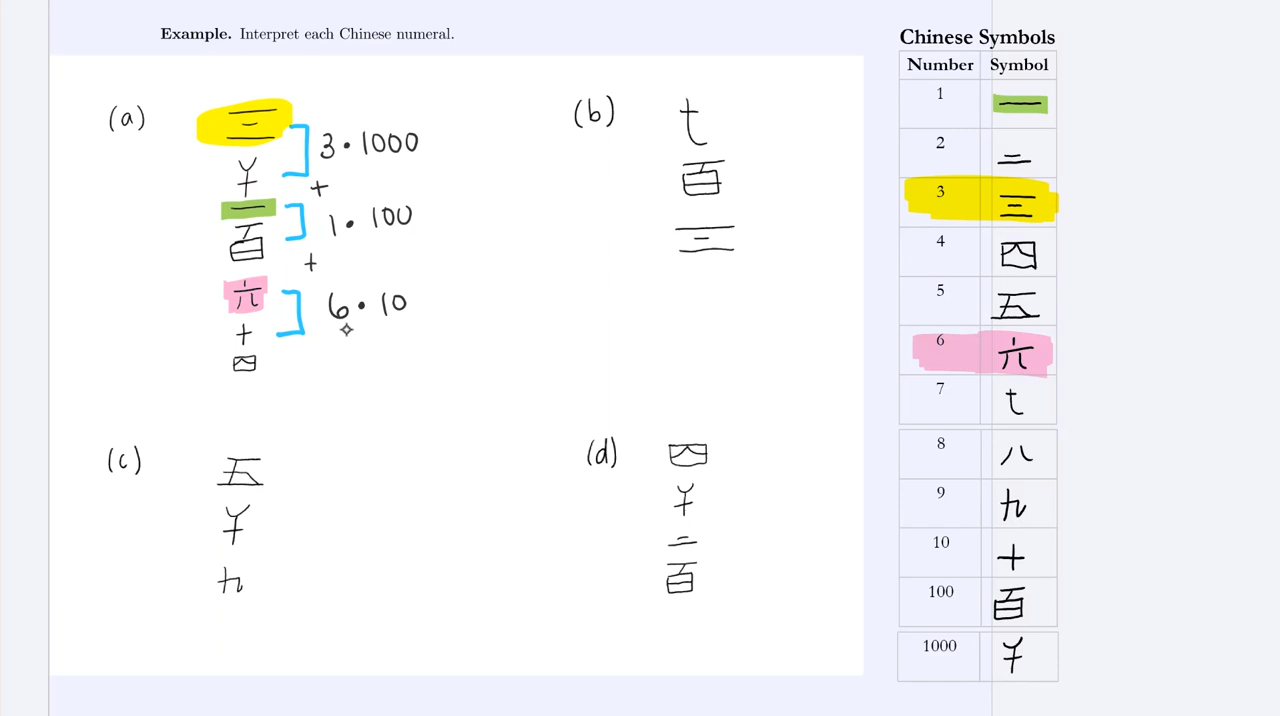 Example. Interpret each Chinese numeral.
(a)
三
千
一
百
六
十
四
3 · 1000
+
1 · 100
+
6 · 10
(b)
七
百
三
(c)
五
千
九
(d)
四
千
二
百
Chinese Symbols
Number Symbol
1 一
2 二
3 三
4 四
5 五
6 六
7 七
8 八
9 九
10 十
100 百
1000 千